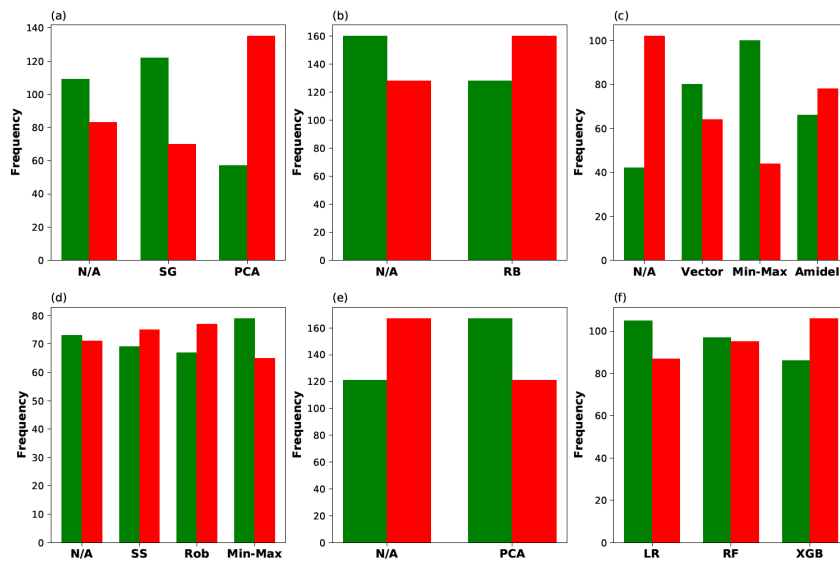 (a)
Frequency
140
120
100
80
60
40
20
0
N/A SG PCA
(b)
Frequency
160
140
120
100
80
60
40
20
0
N/A RB
(c)
Frequency
100
80
60
40
20
0
N/A Vector Min-Max Amidel
(d)
Frequency
80
70
60
50
40
30
20
10
0
N/A SS Rob Min-Max
(e)
Frequency
160
140
120
100
80
60
40
20
0
N/A PCA
(f)
Frequency
100
80
60
40
20
0
LR RF XGB